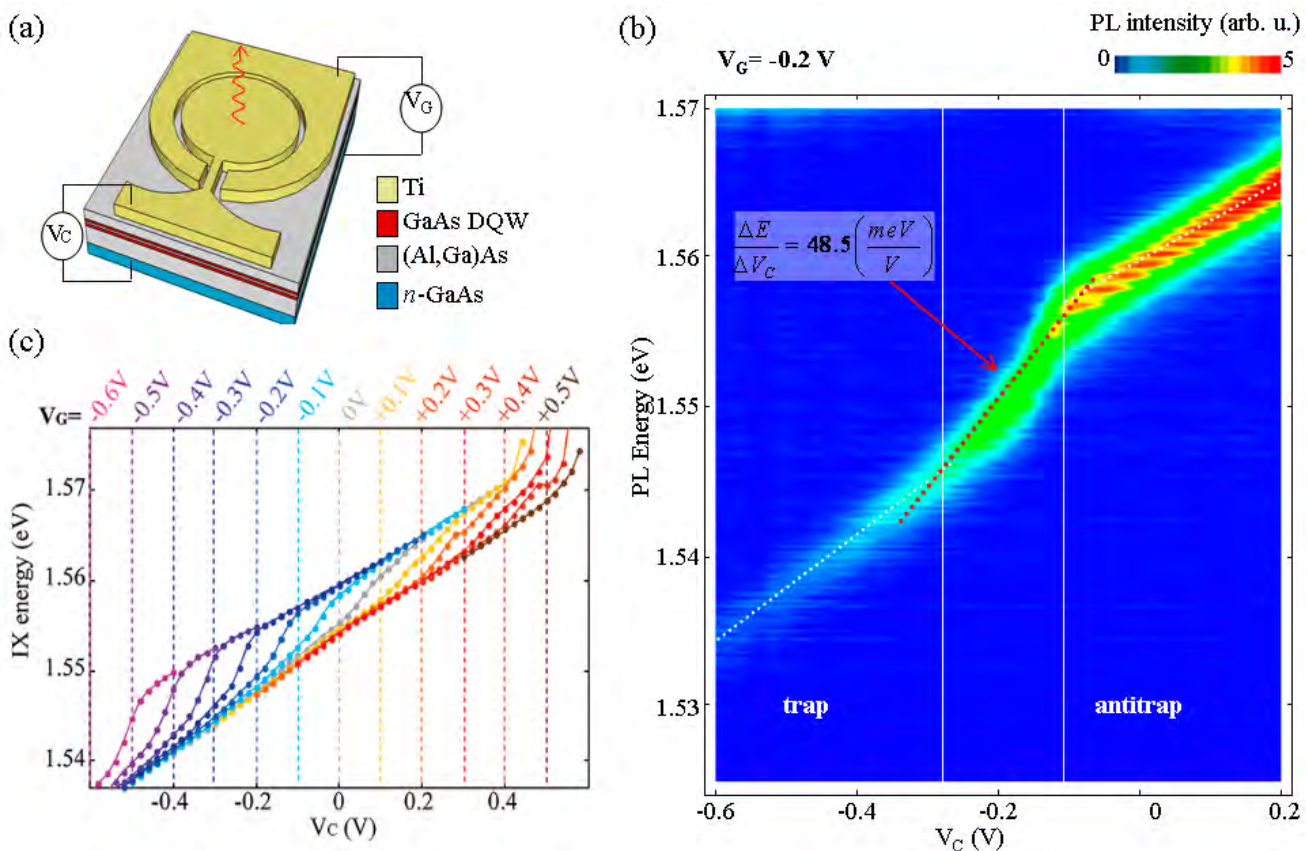 (a)
V_G
V_C
Ti
GaAs DQW
(Al,Ga)As
n-GaAs
(b)
V_G= -0.2 V
PL intensity (arb. u.)
0 5
ΔE/ΔV_C = 48.5 (meV/V)
PL Energy (eV)
1.57
1.56
1.55
1.54
1.53
trap
antitrap
-0.6 -0.4 -0.2 0 0.2
V_C (V)
(c)
V_G= -0.6V -0.5V -0.4V -0.3V -0.2V -0.1V 0V +0.1V +0.2V +0.3V +0.4V +0.5V
IX energy (eV)
1.57
1.56
1.55
1.54
-0.4 -0.2 0 0.2 0.4
Vc (V)